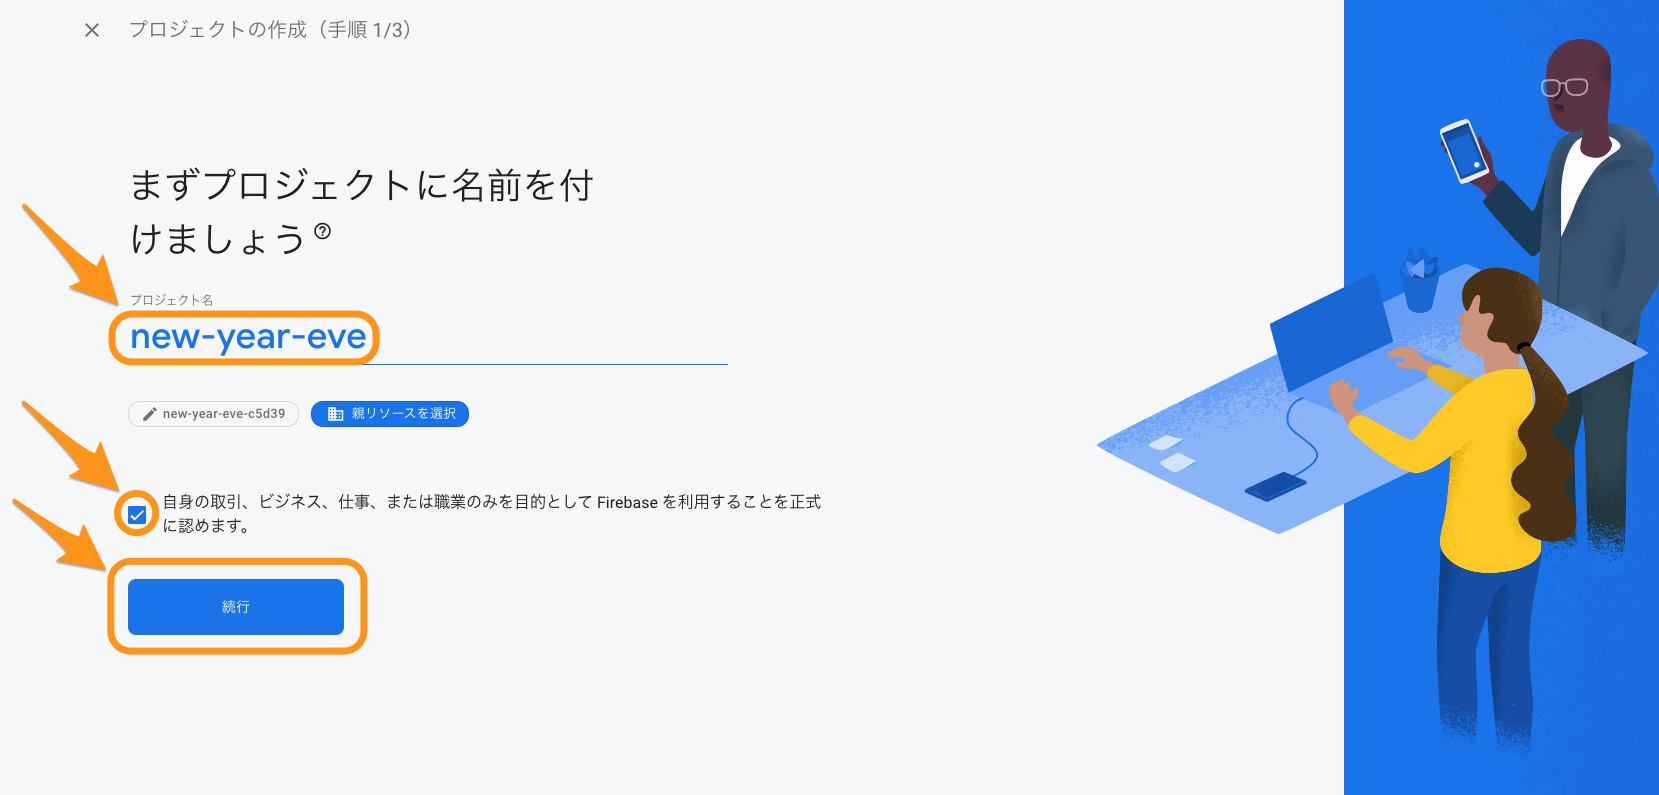 プロジェクトの作成（手順 1/3）
まずプロジェクトに名前を付
けましょう
プロジェクト名
new-year-eve
new-year-eve-c5d39
親リソースを選択
自身の取引、ビジネス、仕事、または職業のみを目的として Firebase を利用することを正式
に認めます。
続行